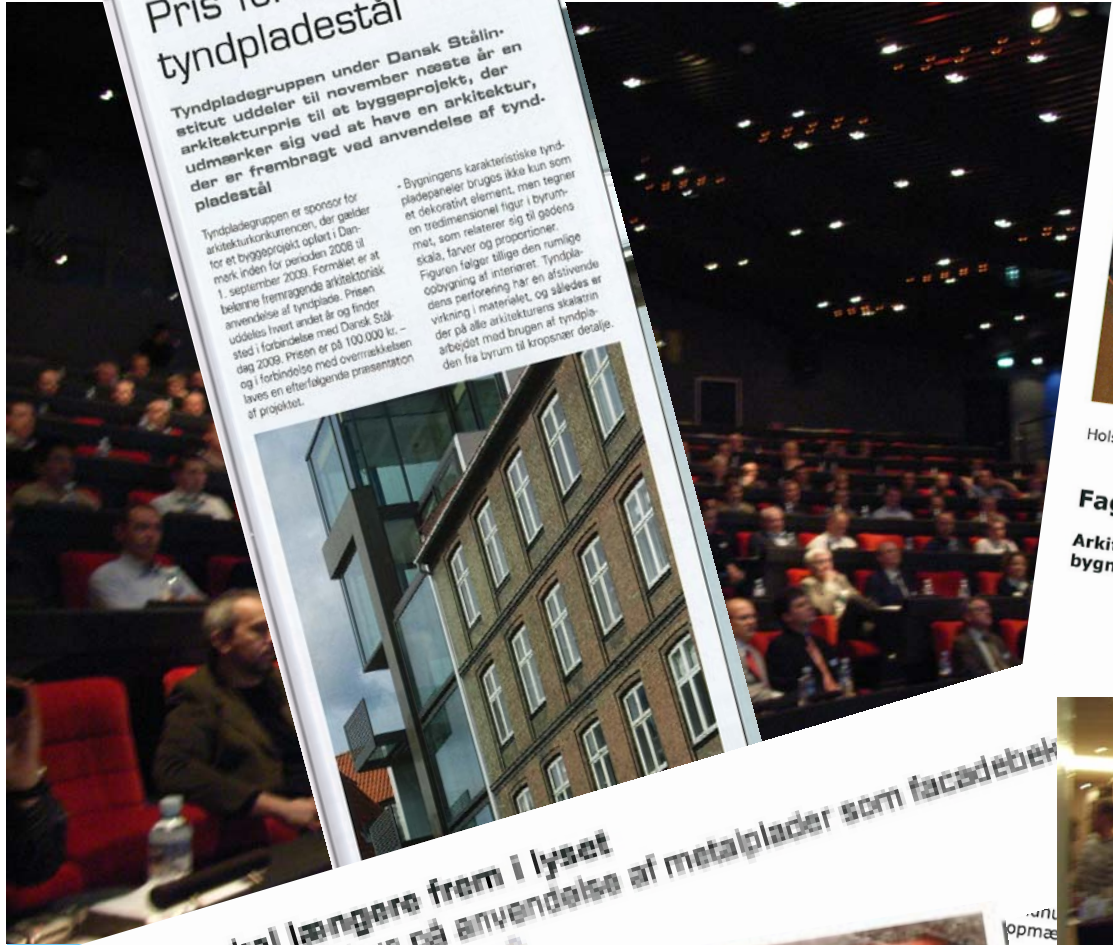 Pris
tyndpladestål
Tyndpladegruppen under Dansk Stålin-
stitut uddeler til november næste år en
arkitekturpris til et byggeprojekt, der
udmærker sig ved at have en arkitektur,
der er frembragt ved anvendelse af tynd-
pladestål
Tyndpladegruppen er sponsor for
arkitekturkonkurrencen, der gælder
for et byggeprojekt opført i Dan-
mark inden for perioden 2008 til
1. september 2009. Formålet er at
belønne fremragende arkitektonisk
anvendelse af tyndplade. Prisen
uddeles hvert andet år og finder
sted i forbindelse med Dansk Stål-
dag 2009. Prisen er på 100.000 kr. –
og i forbindelse med overrækkelsen
laves en efterfølgende præsentation
af projektet.
- Bygningens karakteristiske tynd-
pladepaneler bruges ikke kun som
et dekorativt element, men tegner
en tredimensionel figur i byrum-
met, som relaterer sig til gadens
skala, farver og proportioner.
Figuren følger tillige den rumlige
opbygning af interiøret. Tyndpla-
dens perforering har en afstivende
virkning i materialet, og således er
der på alle arkitekturens skalatrin
arbejdet med brugen af tyndpla-
den fra byrum til kropsnær detalje.
Hols
Fag
Arkit
bygn
længere frem i lyset
på anvendelse af metalplader som facadebek
oppmæ